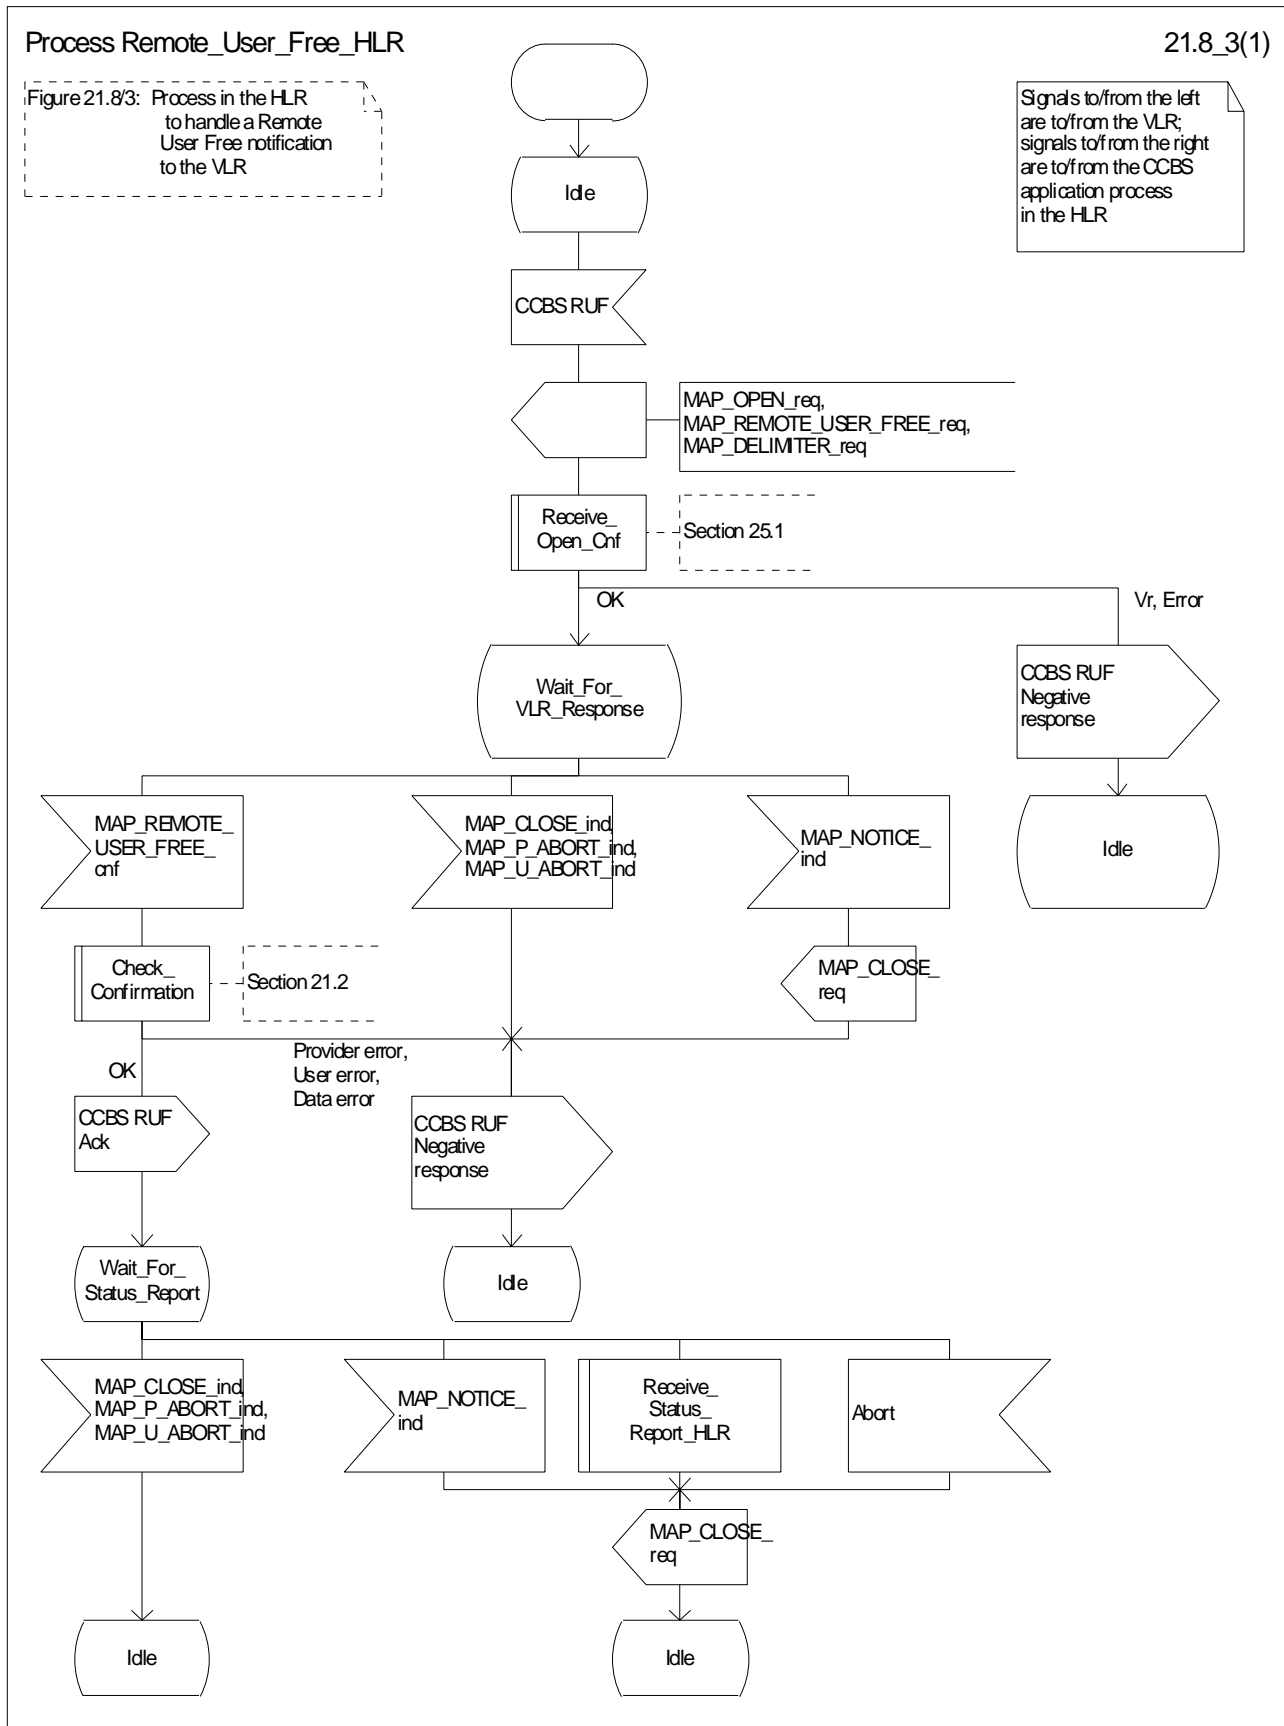 Process Remote_User_Free_HLR
21.8_3(1)
Figure 21.8/3: Process in the HLR
to handle a Remote
User Free notification
to the VLR
Signals to/from the left
are to/from the VLR;
signals to/from the right
are to/from the CCBS
application process
in the HLR
Idle
CCBS RUF
MAP_OPEN_req,
MAP_REMOTE_USER_FREE_req,
MAP_DELIMITER_req
Receive_
Open_Cnf
Section 25.1
OK
Vr, Error
Wait_For_
VLR_Response
CCBS RUF
Negative
response
MAP_REMOTE_
USER_FREE_
cnf
MAP_CLOSE_ind,
MAP_P_ABORT_ind,
MAP_U_ABORT_ind
MAP_NOTICE_
ind
Idle
Check_
Confirmation
Section 21.2
MAP_CLOSE_
req
Provider error,
User error,
Data error
OK
CCBS RUF
Ack
CCBS RUF
Negative
response
Wait_For_
Status_Report
Idle
MAP_CLOSE_ind,
MAP_P_ABORT_ind,
MAP_U_ABORT_ind
MAP_NOTICE_
ind
Receive_
Status_
Report_HLR
Abort
MAP_CLOSE_
req
Idle
Idle